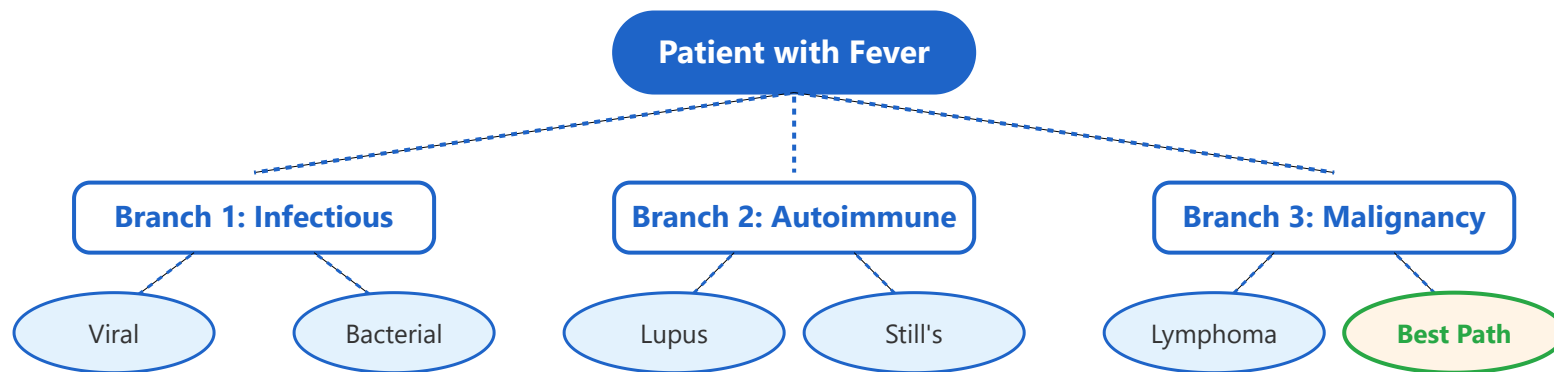 Patient with Fever
Branch 1: Infectious
Branch 2: Autoimmune
Branch 3: Malignancy
Viral
Bacterial
Lupus
Still's
Lymphoma
Best Path